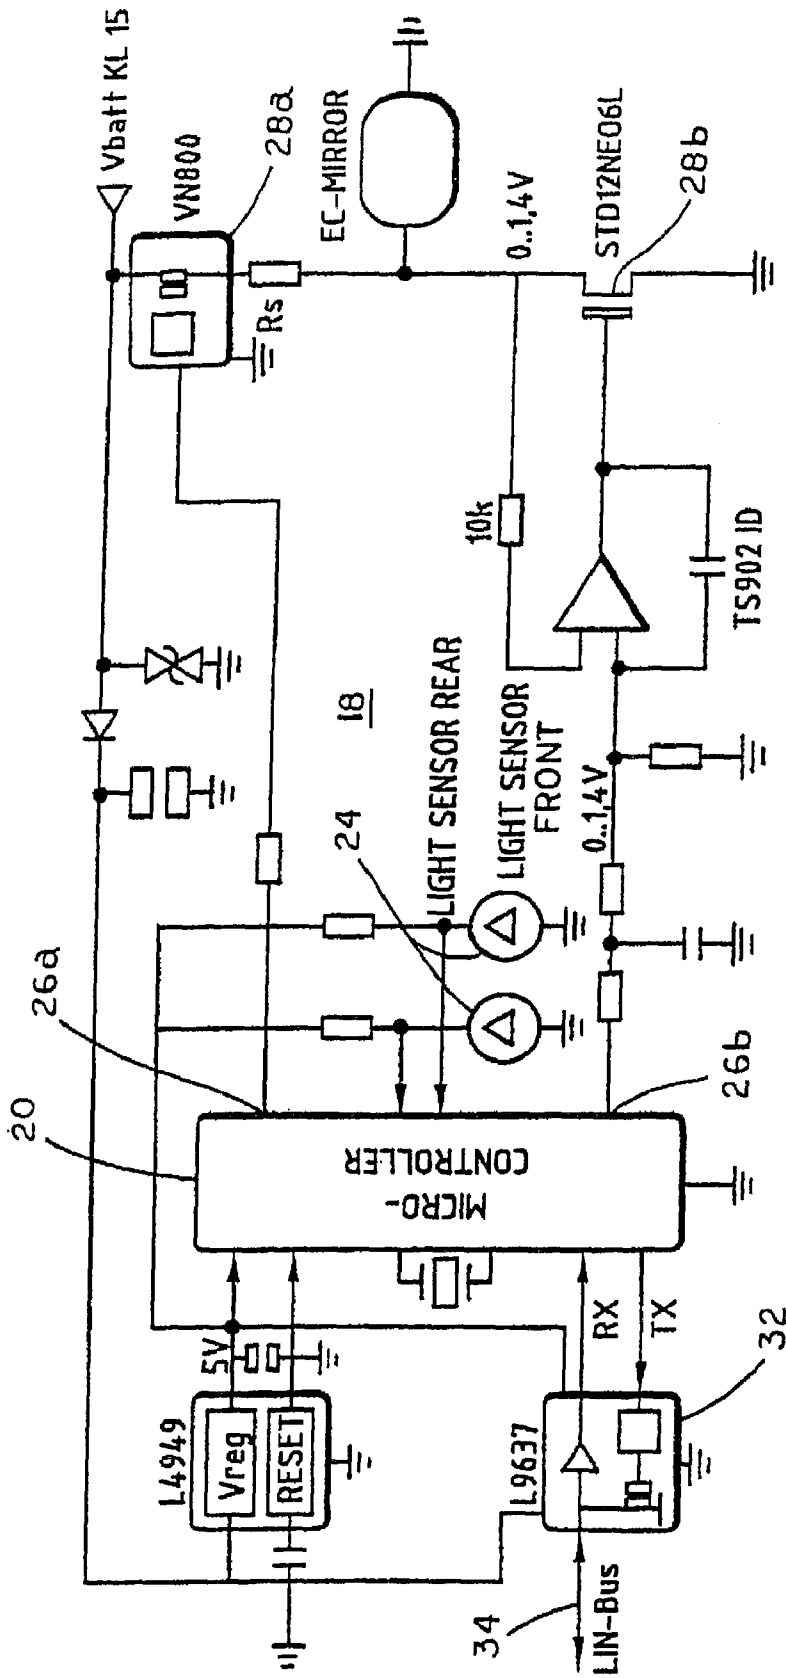 Vbatt KL 15
VN800
28a
Rs
EC-MIRROR
0..1,4V
STD12NE06L
28b
10k
TS902 ID
18
LIGHT SENSOR REAR
LIGHT SENSOR
FRONT
24
0..1,4V
26a
26b
20
MICRO-
CONTROLLER
5V
L4949
Vreg
RESET
RX
TX
32
L9637
34
LIN-Bus